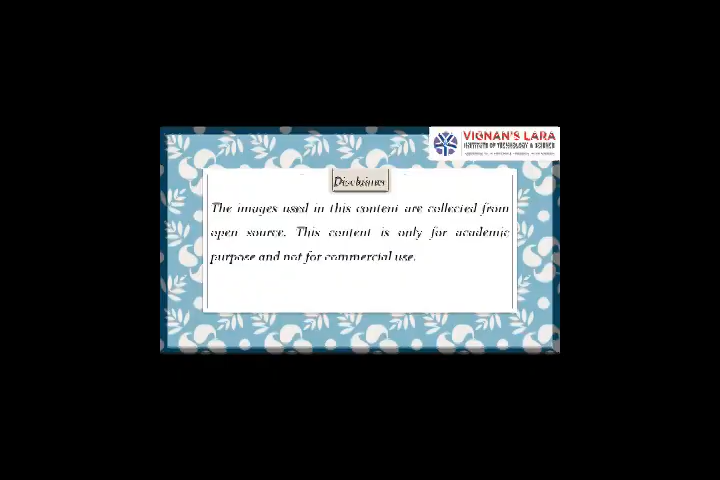 VIGNAN'S LARA
INSTITUTE OF TECHNOLOGY & SCIENCE
Disclaimer
The images used in this content are collected from
open source. This content is only for academic
purpose and not for commercial use.